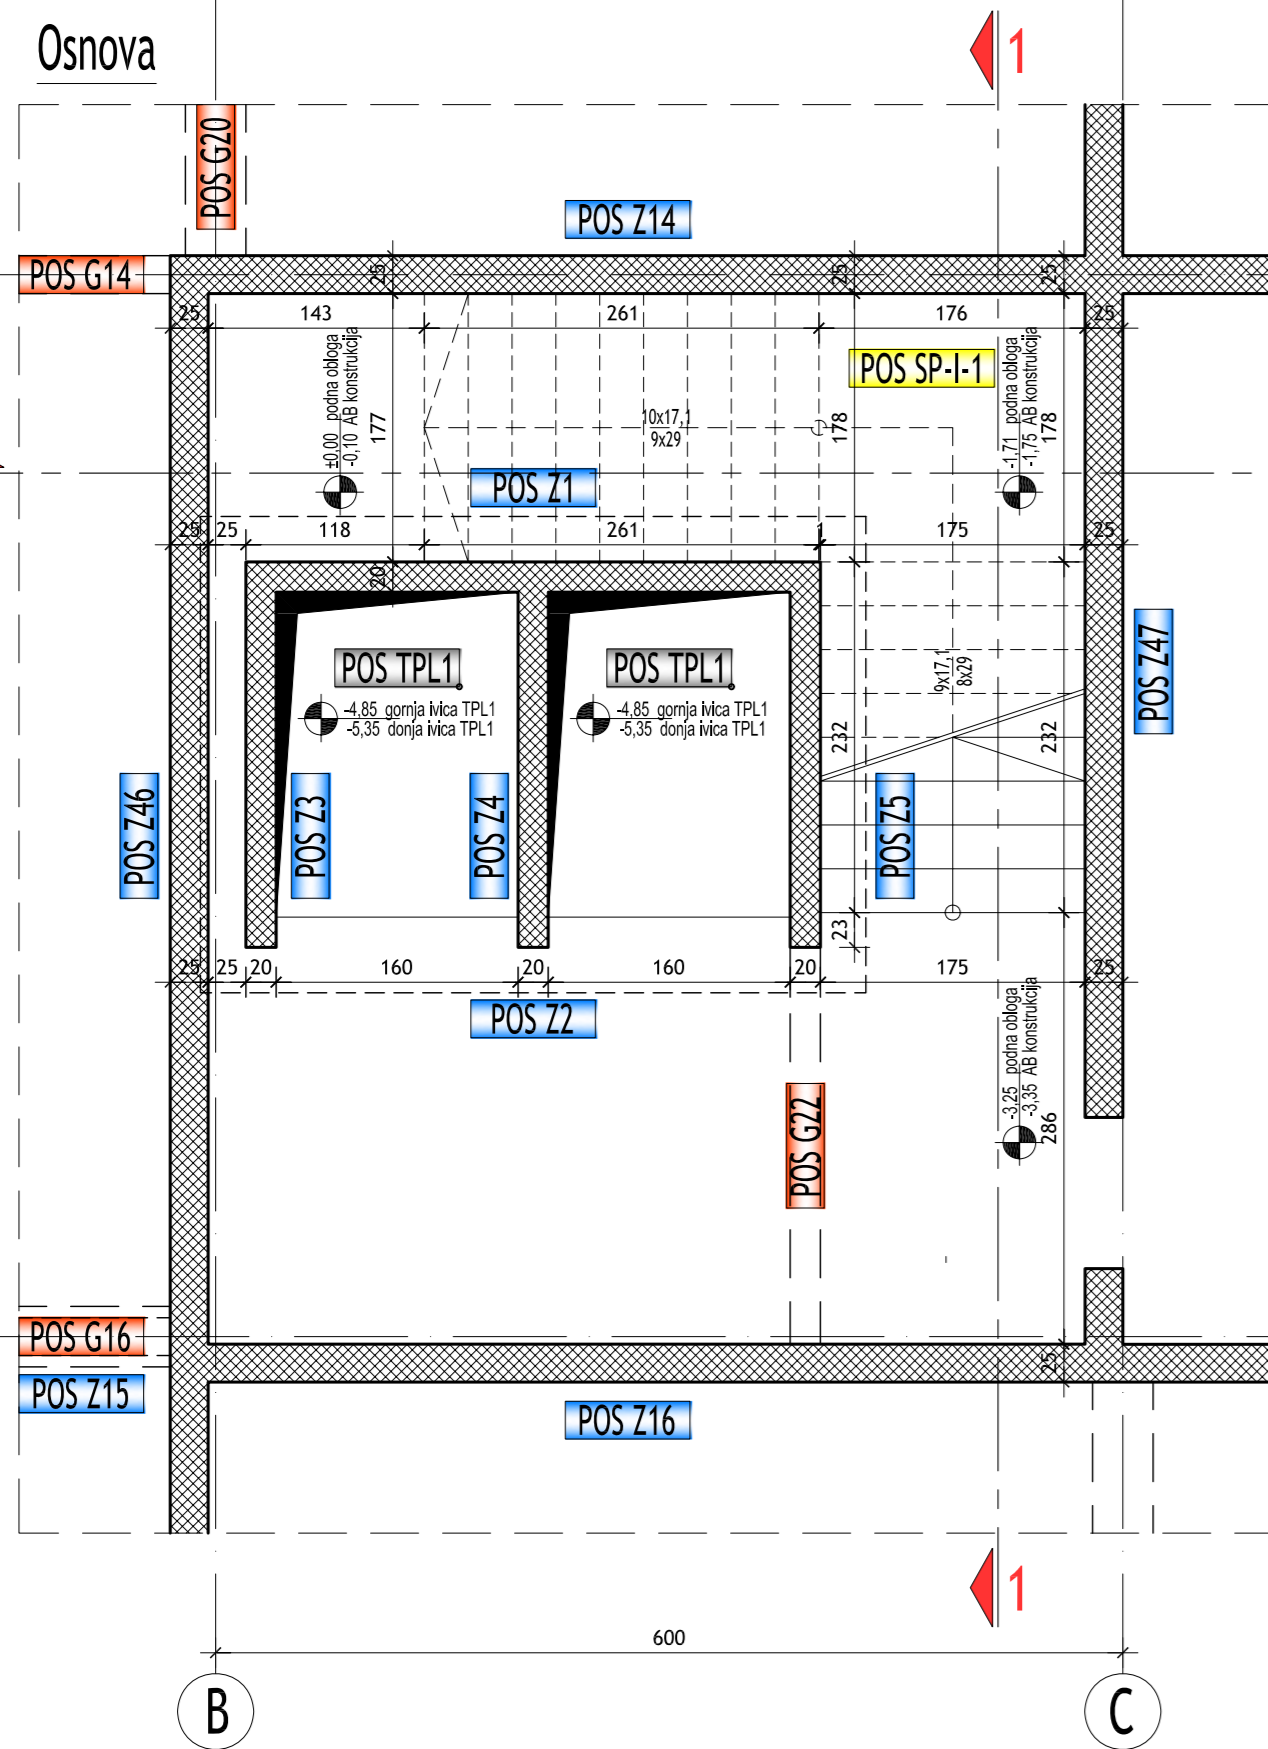 Osnova
1
POS G20
POS Z14
POS G14
25
25
25
25
143
261
176
25
±0,00 podna obloga
-0,10 AB konstrukcija
177
10x17,1
9x29
178
POS SP-I-1
-1,71 podna obloga
-1,75 AB konstrukcija
178
POS Z1
25
25
118
261
1
175
25
20
POS TPL1
-4,85 gornja ivica TPL1
-5,35 donja ivica TPL1
POS TPL1
-4,85 gornja ivica TPL1
-5,35 donja ivica TPL1
9x17,1
8x29
232
232
POS Z47
POS Z46
POS Z3
POS Z4
POS Z5
23
25
25
20
160
20
160
20
175
25
POS Z2
-3,25 podna obloga
-3,35 AB konstrukcija
286
POS G22
POS G16
POS Z15
25
POS Z16
1
600
B
C